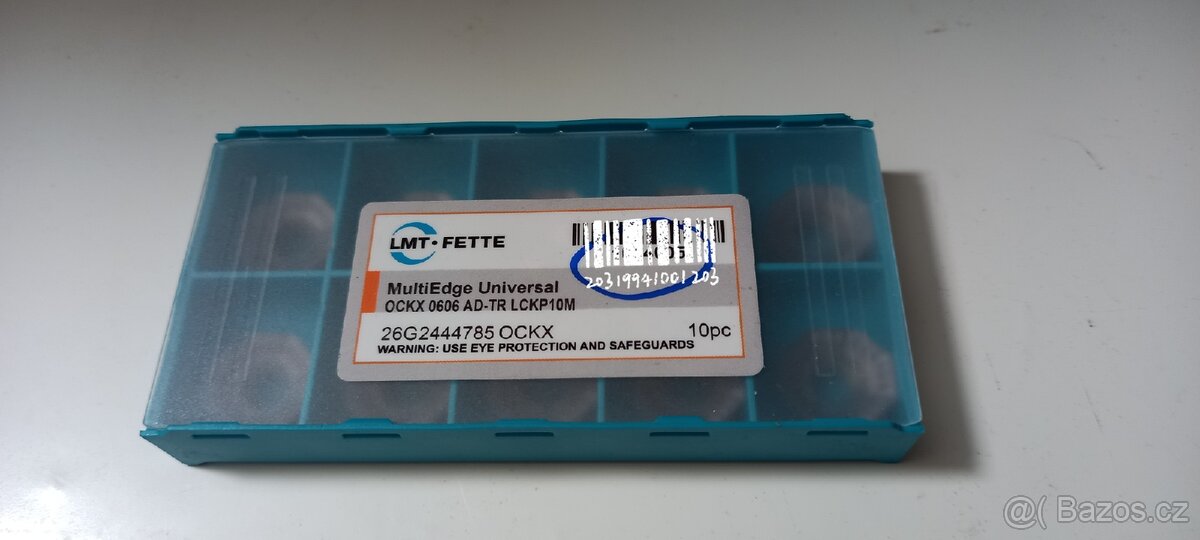 LMT· FETTE
20319941001203
MultiEdge Universal
OCKX 0606 AD-TR LCKP10M
26G2444785 OCKX 10pc
WARNING: USE EYE PROTECTION AND SAFEGUARDS
@( Bazos.cz